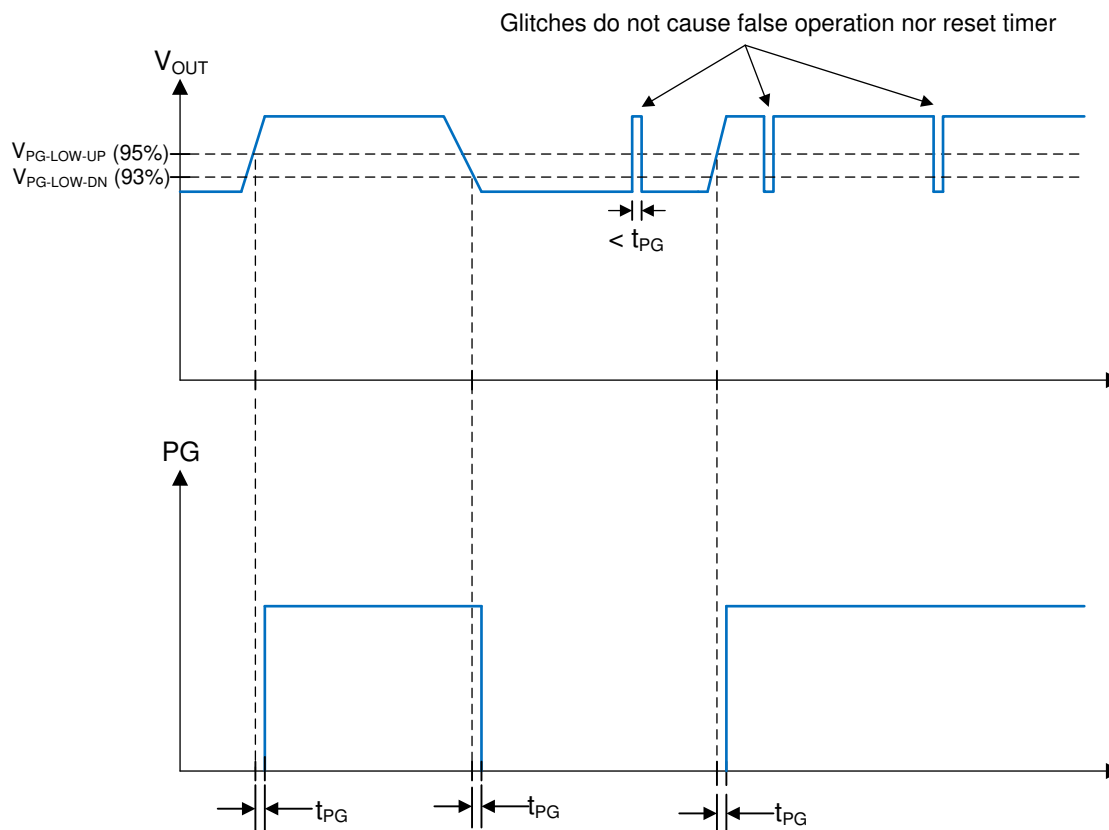 Glitches do not cause false operation nor reset timer
VOUT
VPG-LOW-UP (95%)
VPG-LOW-DN (93%)
< tPG
PG
tPG
tPG
tPG